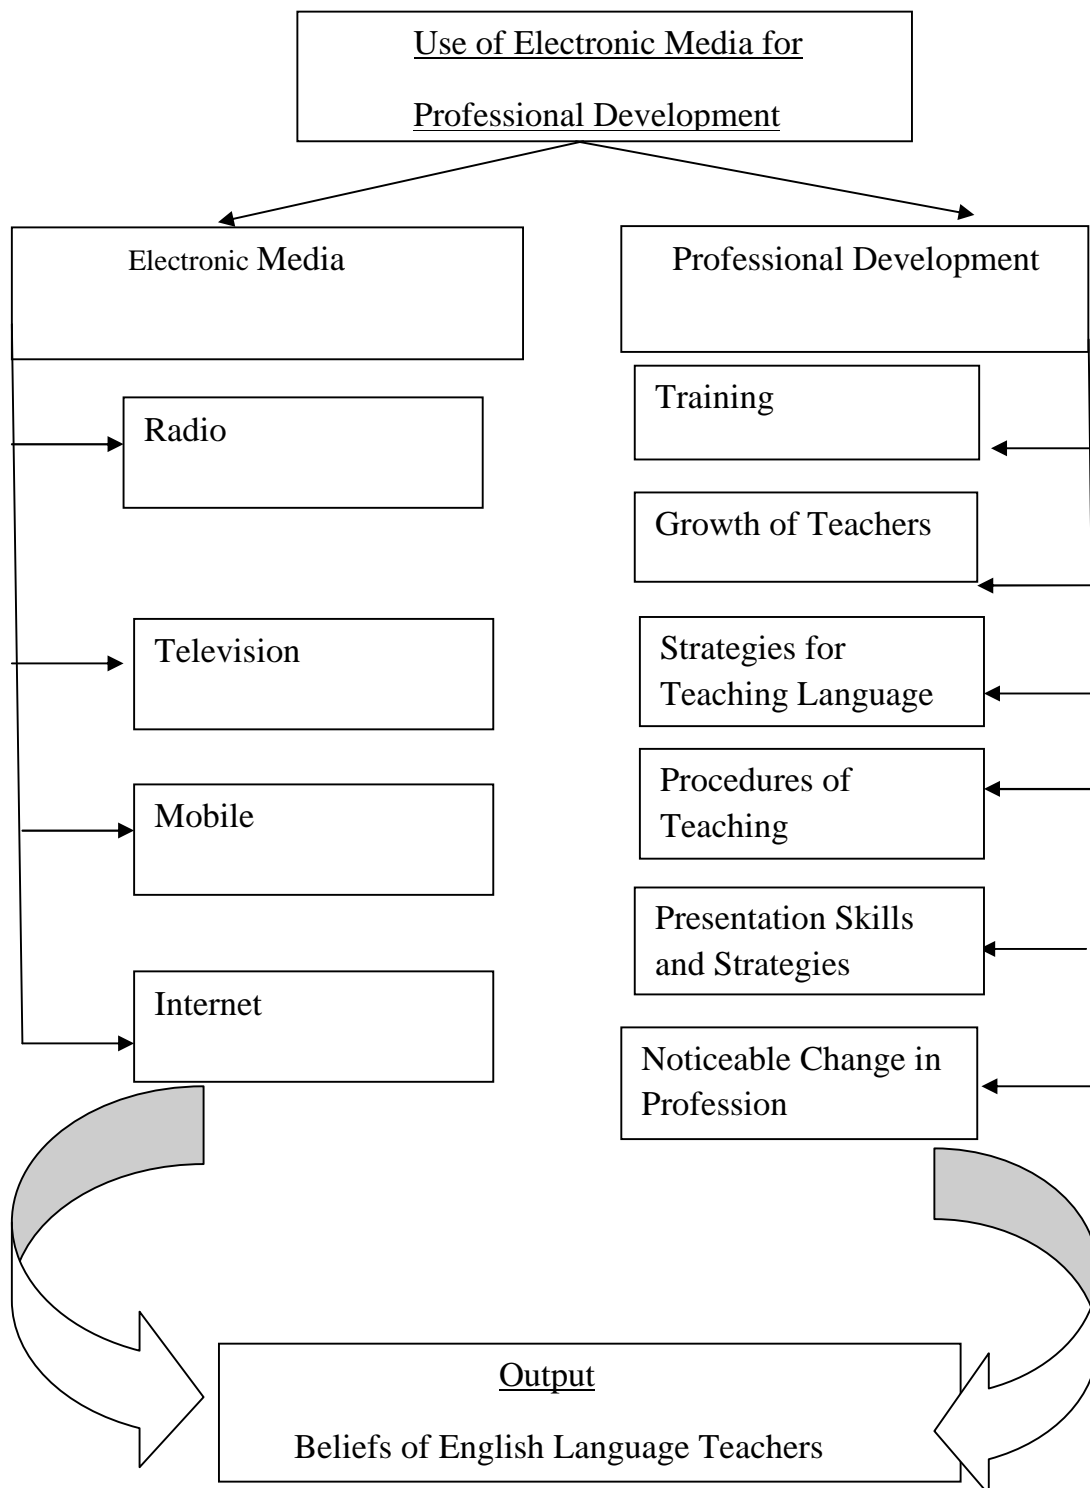 Use of Electronic Media for
Professional Development
Electronic Media
Radio
Television
Mobile
Internet
Professional Development
Training
Growth of Teachers
Strategies for
Teaching Language
Procedures of
Teaching
Presentation Skills
and Strategies
Noticeable Change in
Profession
Output
Beliefs of English Language Teachers